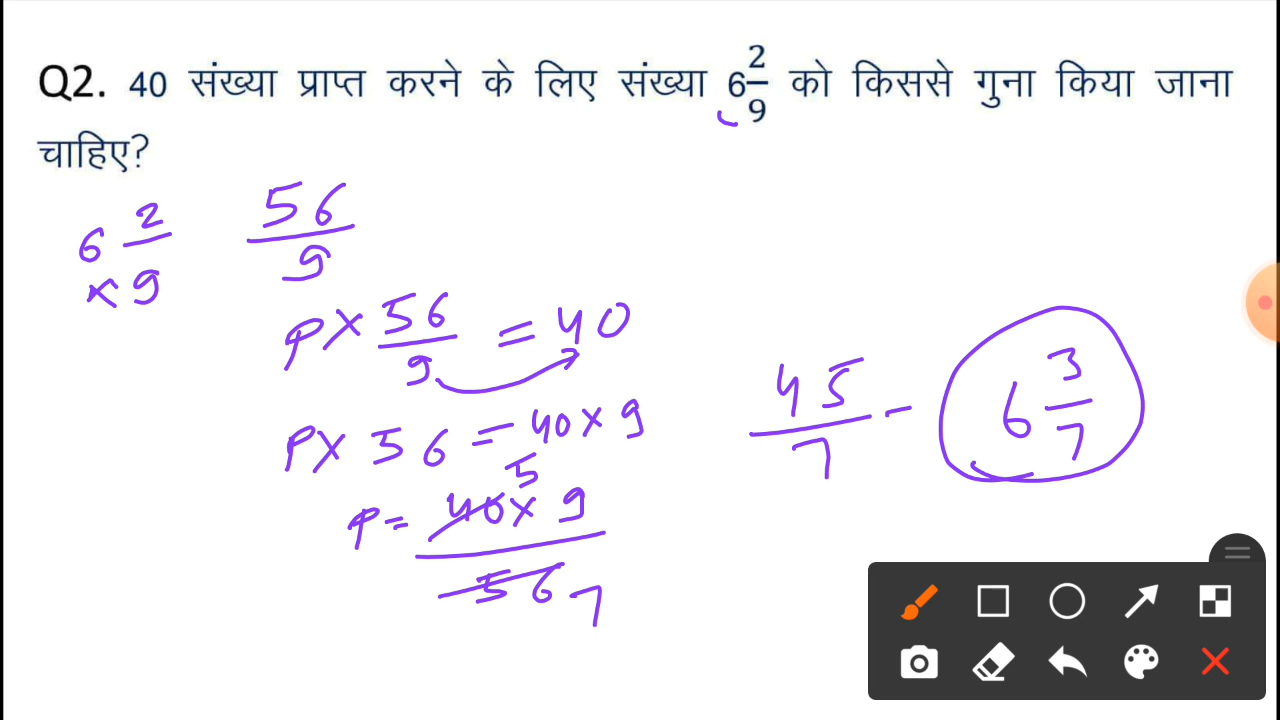 Q2. 40 संख्या प्राप्त करने के लिए संख्या 6 2/9 को किससे गुना किया जाना
चाहिए?
6 2/9 56/9
×
P × 56/9 = 40
P × 56 = 40 × 9
5
P = 40 × 9 / 56 7
45/7 - 6 3/7